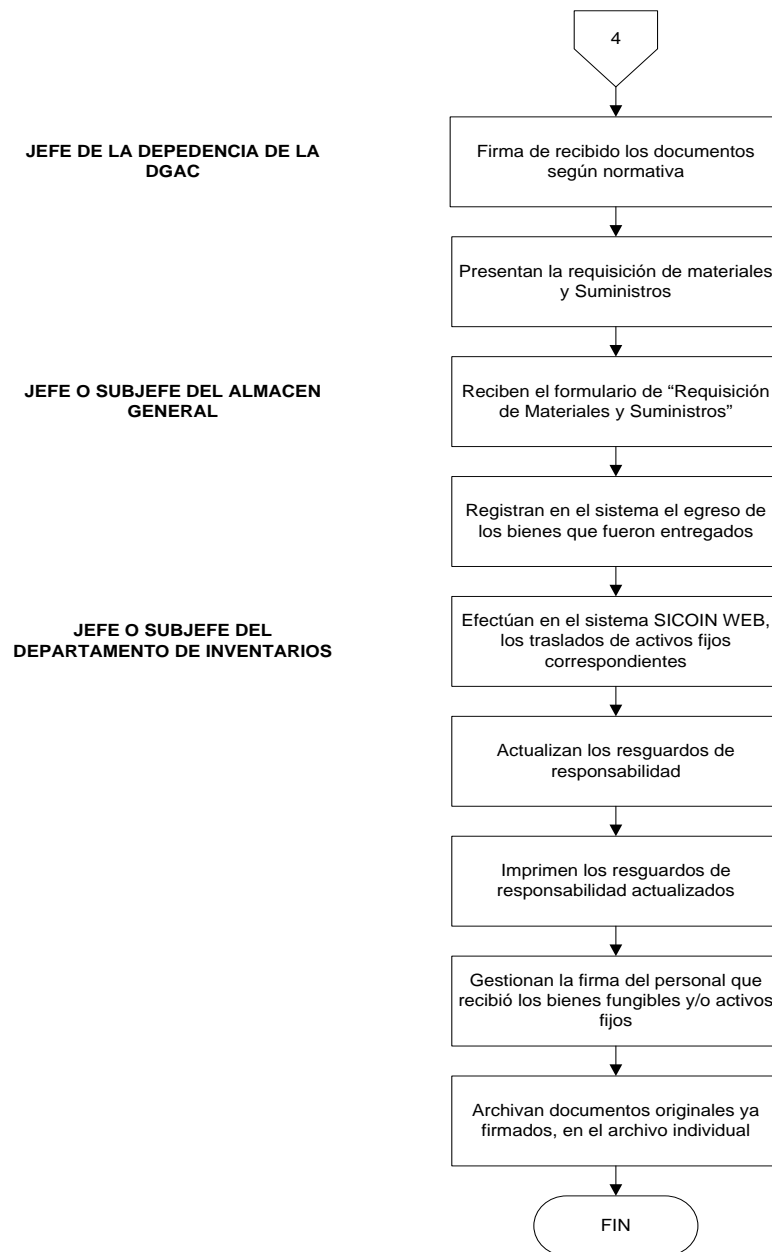 4
JEFE DE LA DEPEDENCIA DE LA
DGAC
Firma de recibido los documentos
según normativa
Presentan la requisición de materiales
y Suministros
JEFE O SUBJEFE DEL ALMACEN
GENERAL
Reciben el formulario de “Requisición
de Materiales y Suministros”
Registran en el sistema el egreso de
los bienes que fueron entregados
JEFE O SUBJEFE DEL
DEPARTAMENTO DE INVENTARIOS
Efectúan en el sistema SICOIN WEB,
los traslados de activos fijos
correspondientes
Actualizan los resguardos de
responsabilidad
Imprimen los resguardos de
responsabilidad actualizados
Gestionan la firma del personal que
recibió los bienes fungibles y/o activos
fijos
Archivan documentos originales ya
firmados, en el archivo individual
FIN